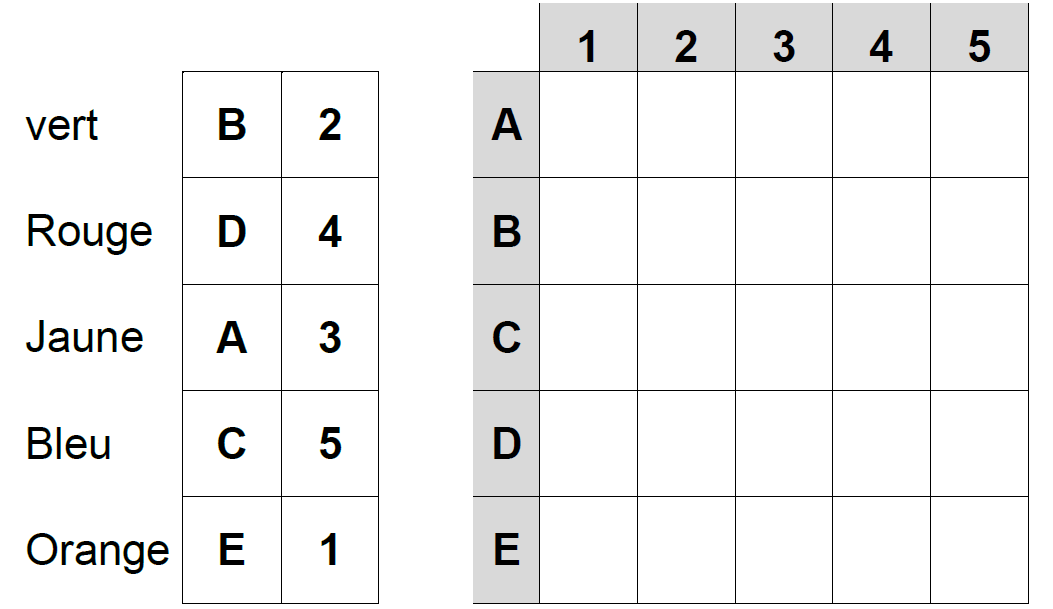 1 2 3 4 5
vert B 2 A
Rouge D 4 B
Jaune A 3 C
Bleu C 5 D
Orange E 1 E